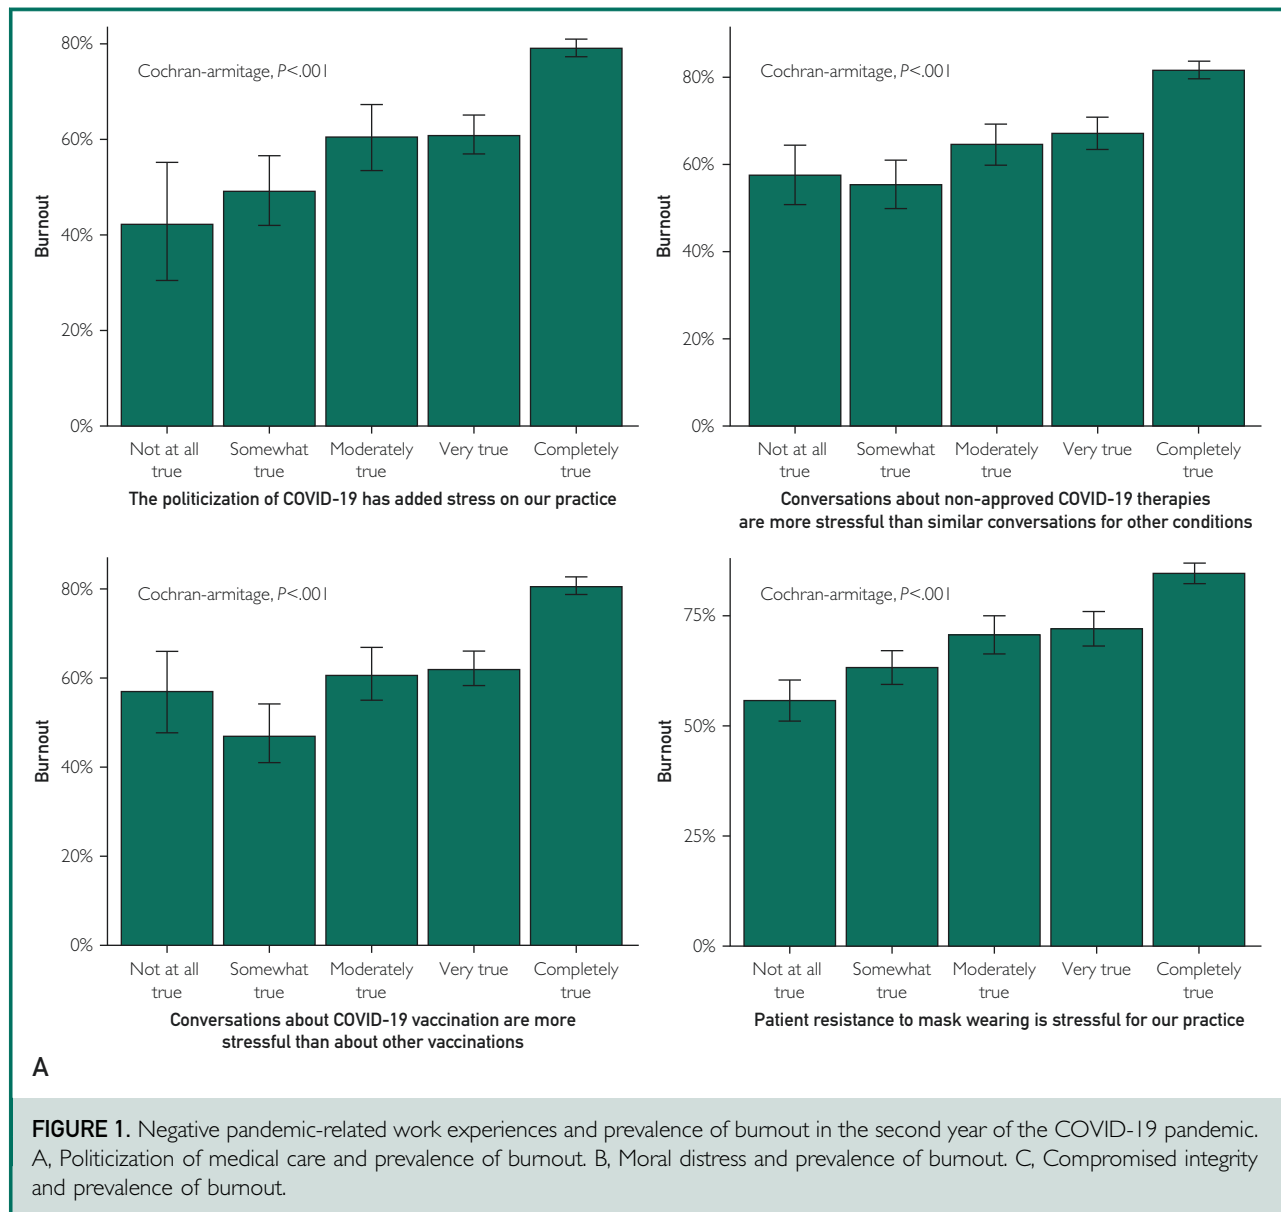 80%
60%
40%
20%
0%
Burnout
Cochran-armitage, P<.001
Not at all true
Somewhat true
Moderately true
Very true
Completely true
The politicization of COVID-19 has added stress on our practice
80%
60%
40%
20%
0%
Burnout
Cochran-armitage, P<.001
Not at all true
Somewhat true
Moderately true
Very true
Completely true
Conversations about non-approved COVID-19 therapies
are more stressful than similar conversations for other conditions
80%
60%
40%
20%
0%
Burnout
Cochran-armitage, P<.001
Not at all true
Somewhat true
Moderately true
Very true
Completely true
Conversations about COVID-19 vaccination are more
stressful than about other vaccinations
75%
50%
25%
0%
Burnout
Cochran-armitage, P<.001
Not at all true
Somewhat true
Moderately true
Very true
Completely true
Patient resistance to mask wearing is stressful for our practice
A
FIGURE 1. Negative pandemic-related work experiences and prevalence of burnout in the second year of the COVID-19 pandemic.
A, Politicization of medical care and prevalence of burnout. B, Moral distress and prevalence of burnout. C, Compromised integrity
and prevalence of burnout.